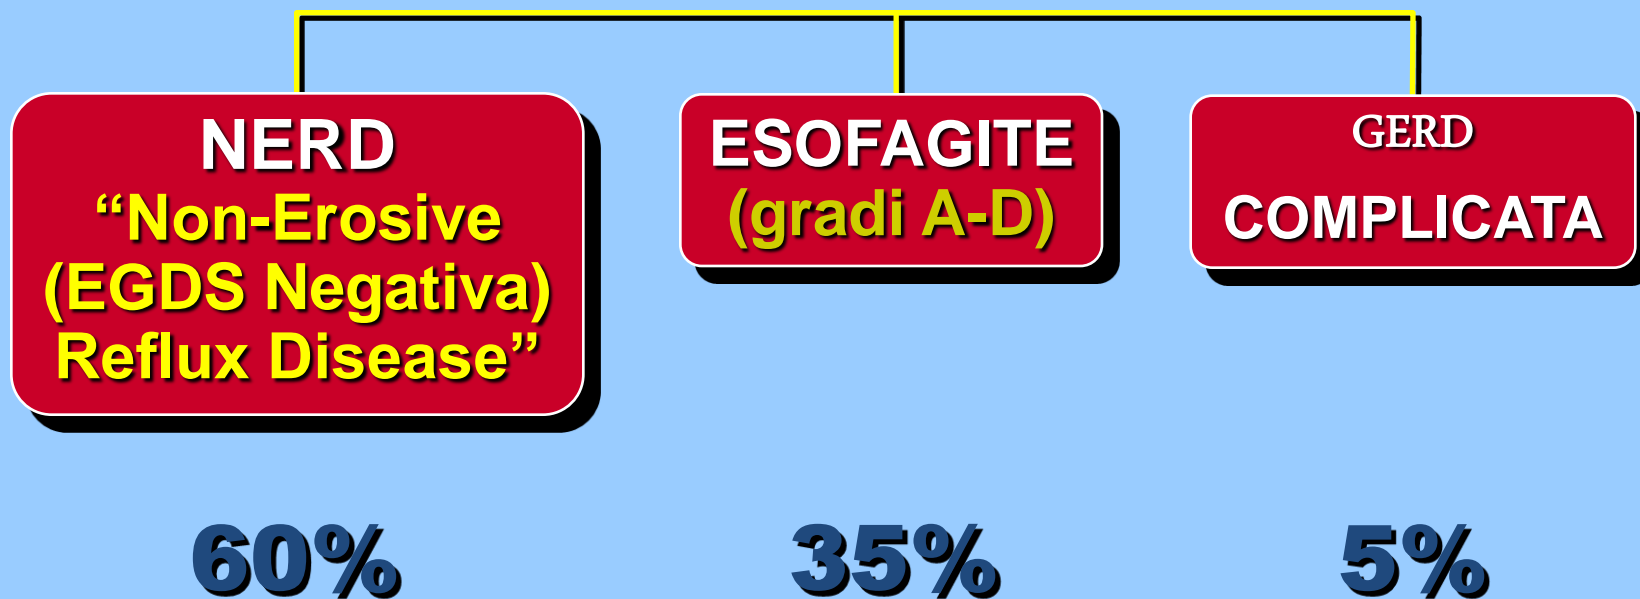 NERD
“Non-Erosive
(EGDS Negativa)
Reflux Disease”
ESOFAGITE
(gradi A-D)
GERD
COMPLICATA
60%
35%
5%